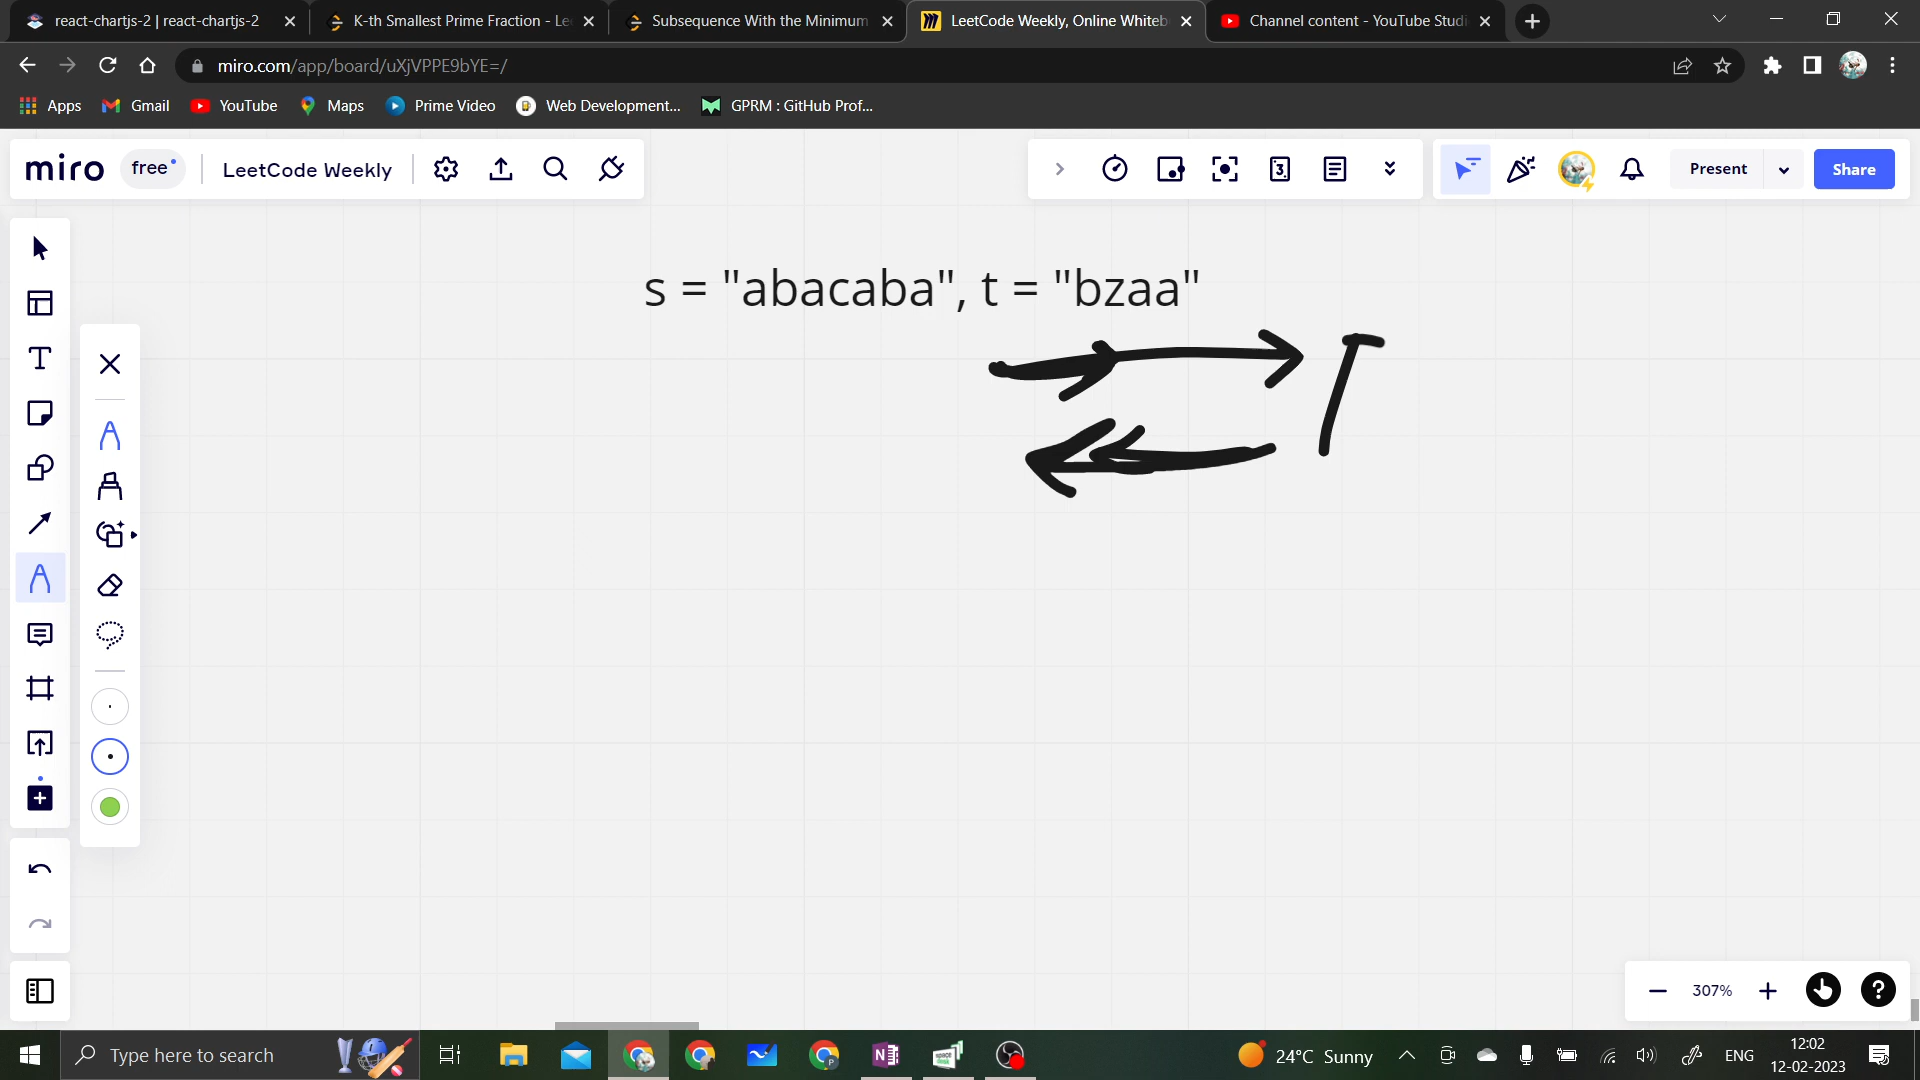 react-chartjs-2 | react-chartjs-2
K-th Smallest Prime Fraction - Le
Subsequence With the Minimum
LeetCode Weekly, Online Whiteb
Channel content - YouTube Studi
miro.com/app/board/uXjVPPE9bYE=/
Apps
Gmail
YouTube
Maps
Prime Video
Web Development...
GPRM : GitHub Prof...
miro
free
LeetCode Weekly
3
Present
Share
s = "abacaba", t = "bzaa"
T
307%
?
Type here to search
24°C Sunny
ENG
12:02
12-02-2023